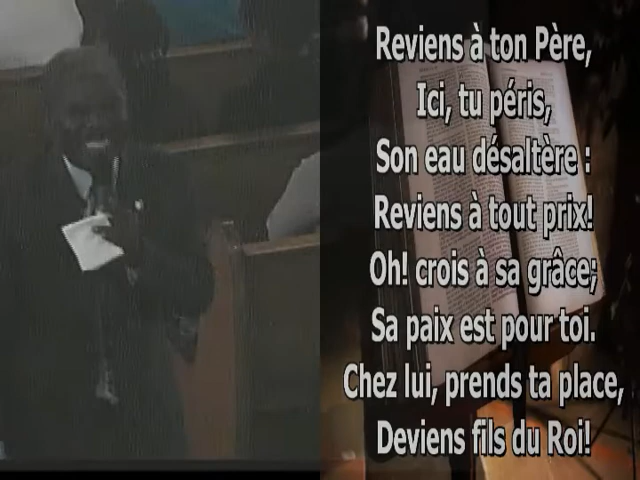 Reviens à ton Père,
Ici, tu péris,
Son eau désaltère :
Reviens à tout prix!
Oh! crois à sa grâce;
Sa paix est pour toi.
Chez lui, prends ta place,
Deviens fils du Roi!